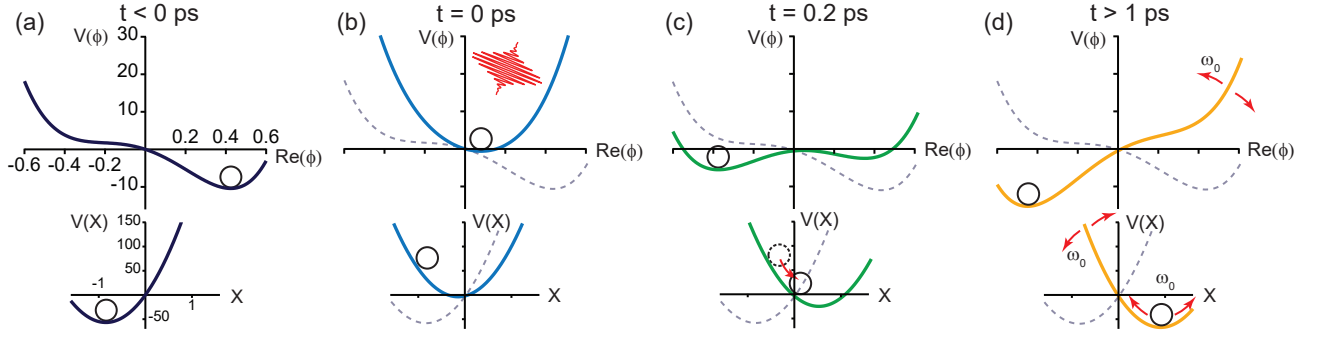 (a) t < 0 ps
V(ϕ)
30
20
10
-10
-0.6 -0.4 -0.2 0.2 0.4 0.6
Re(ϕ)
V(X)
150
100
50
-50
-1 1 X
(b) t = 0 ps
V(ϕ)
Re(ϕ)
V(X)
X
(c) t = 0.2 ps
V(ϕ)
Re(ϕ)
V(X)
X
(d) t > 1 ps
V(ϕ)
ω₀
Re(ϕ)
V(X)
ω₀
ω₀
X